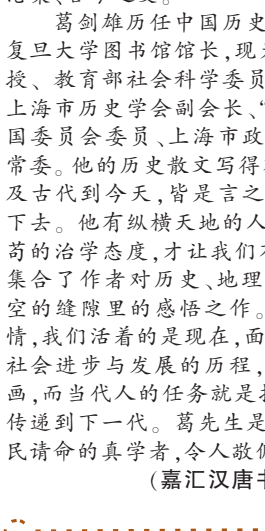 葛剑雄历任中国历史
复旦大学图书馆馆长,现
授、教育部社会科学委员
上海市历史学会副会长、
国委员会委员、上海市政
常委。他的历史散文写得
及古代到今天,皆是言之
下去。他有纵横天地的人
苟的治学态度,才让我们
集合了作者对历史、地理
空的缝隙里的感悟之作。
情,我们活着的是现在,面
社会进步与发展的历程,
画,而当代人的任务就是
传递到下一代。葛先生是
民请命的真学者,令人敬佩
(嘉汇汉唐书